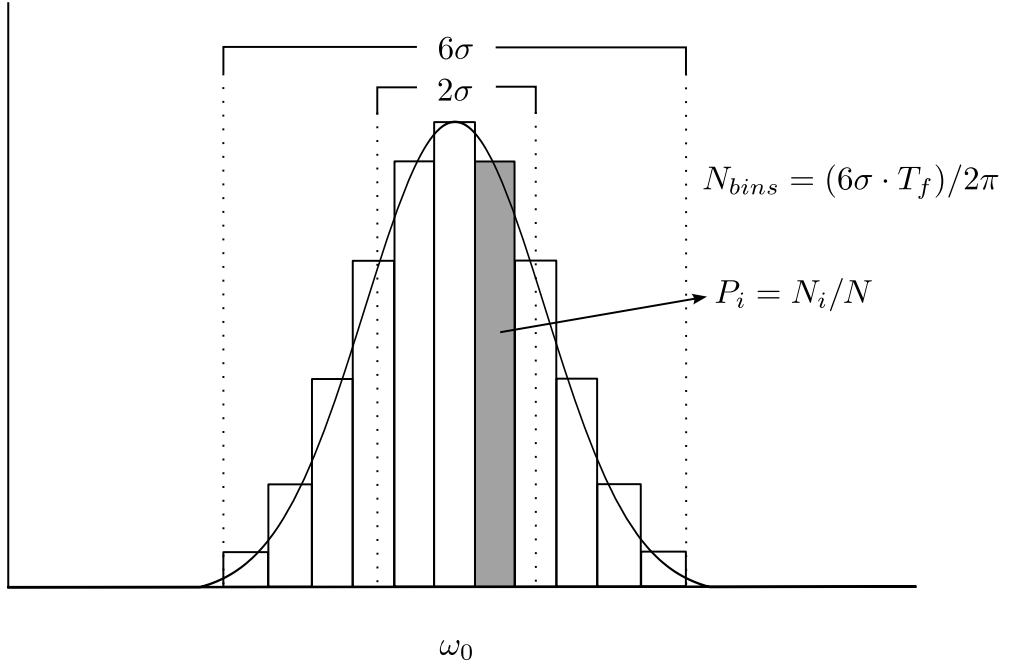 6σ
2σ
N_{bins} = (6σ · T_f)/2π
P_i = N_i/N
ω_0